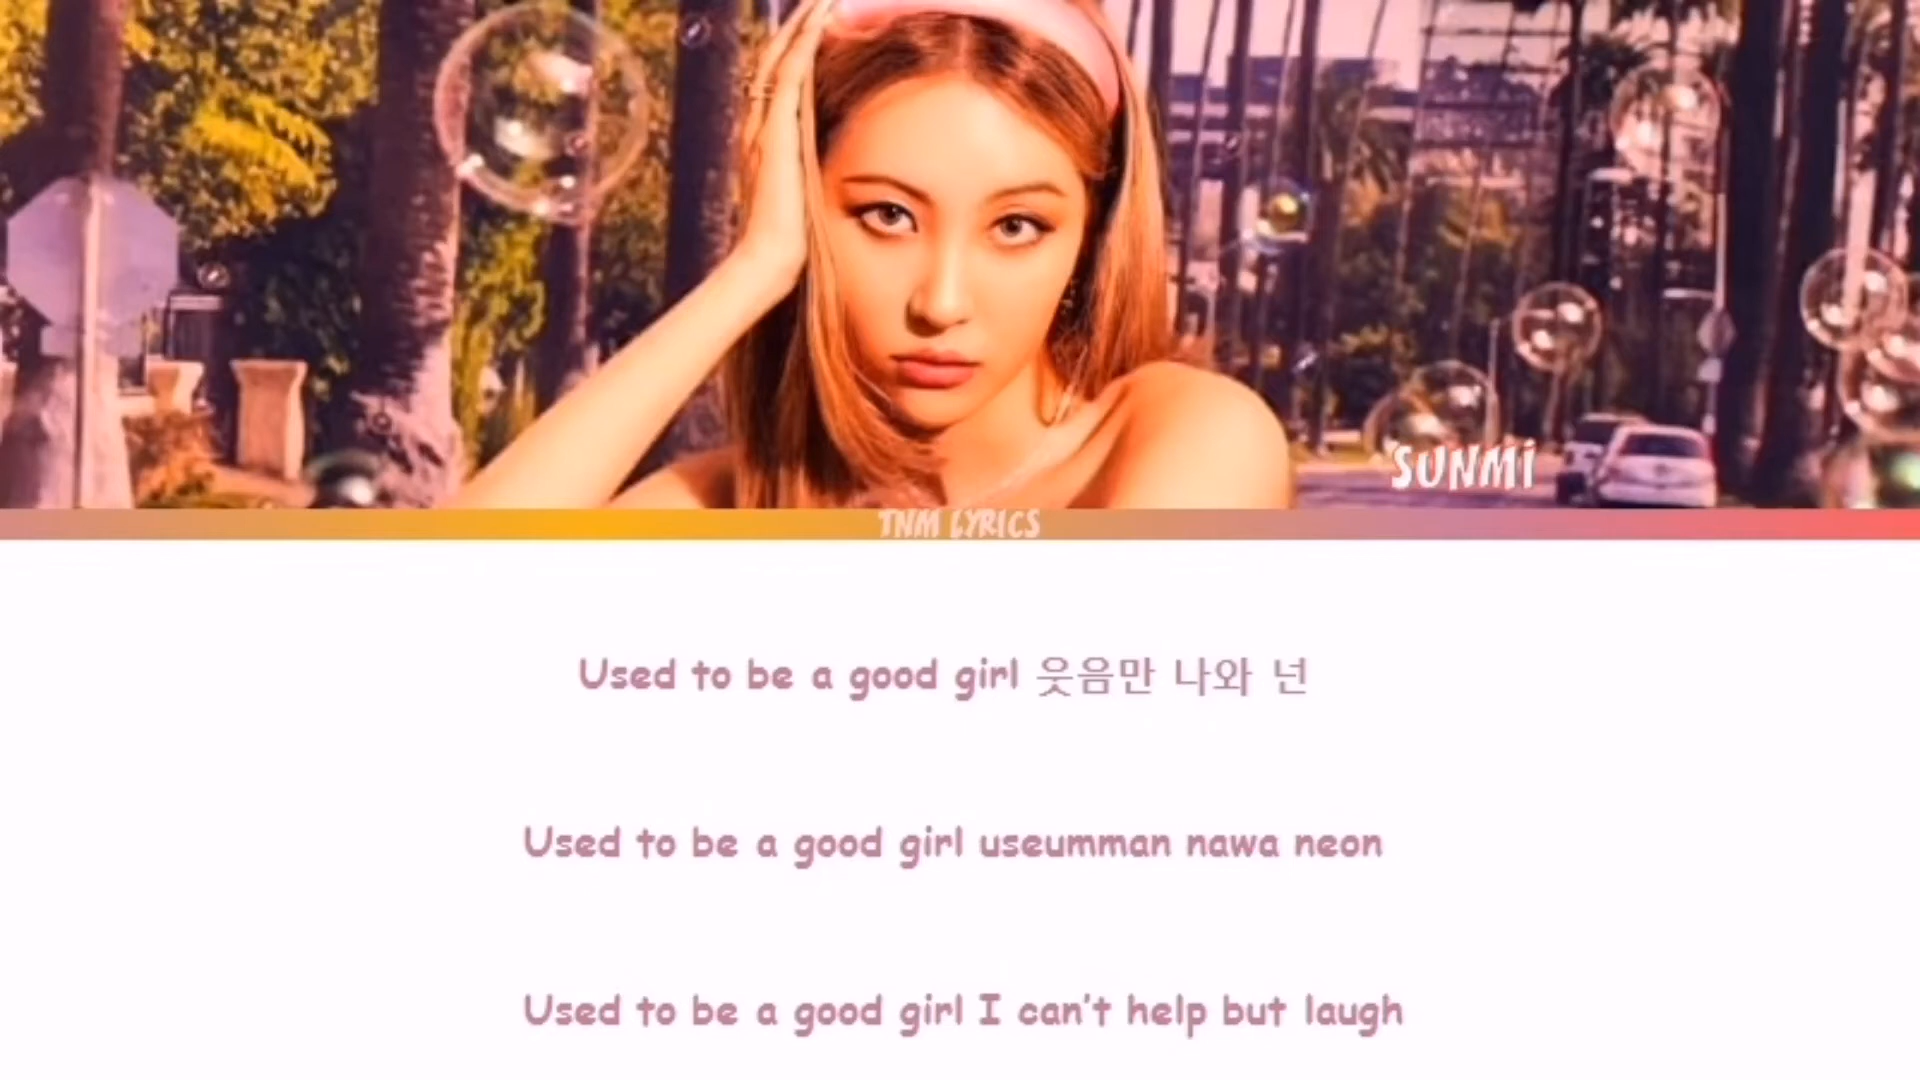 SUNMI
TNM LYRICS
Used to be a good girl 웃음만 나와 넌
Used to be a good girl useumman nawa neon
Used to be a good girl I can't help but laugh